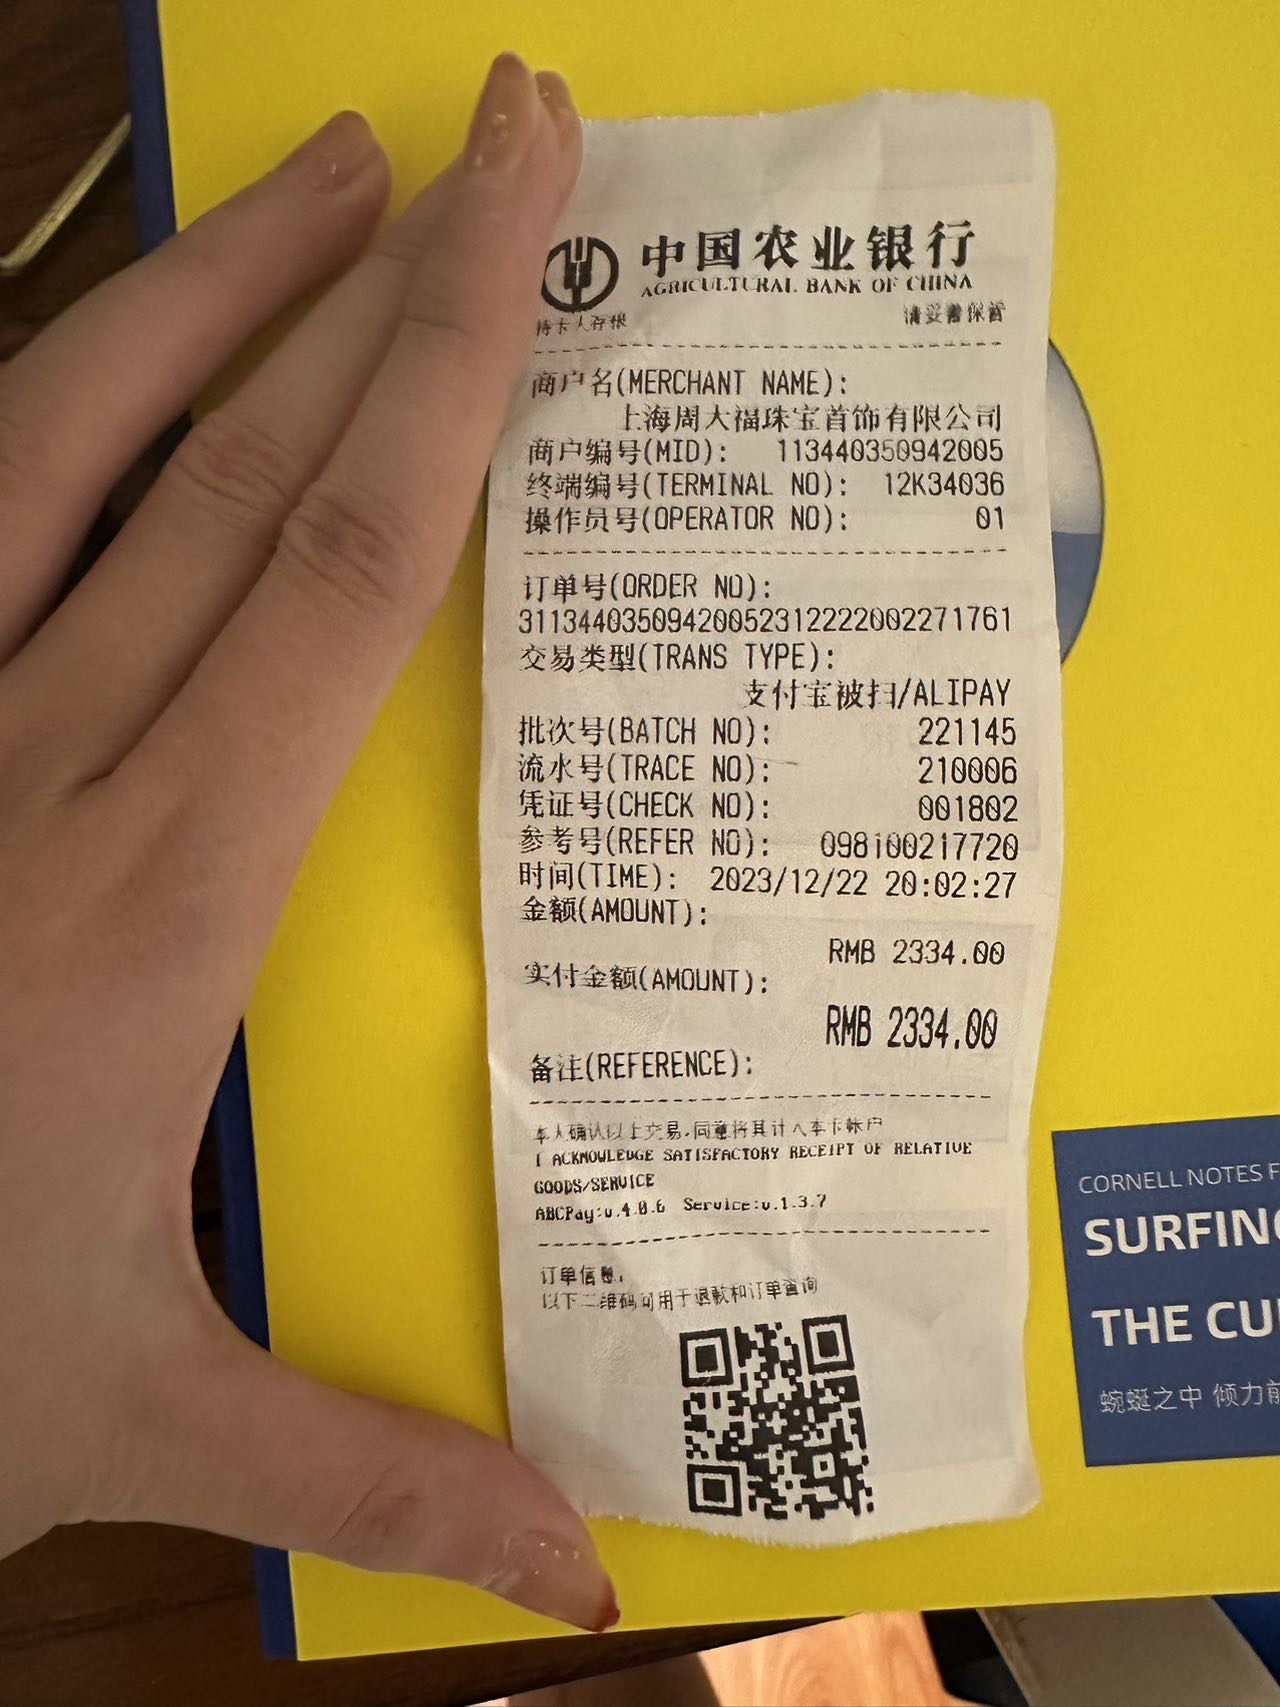 中国农业银行
AGRICULTURAL BANK OF CHINA
持卡人存根
请妥善保管
商户名(MERCHANT NAME):
上海周大福珠宝首饰有限公司
商户编号(MID): 113440350942005
终端编号(TERMINAL NO): 12K34036
操作员号(OPERATOR NO): 01
订单号(ORDER NO):
31134403509420052312222002271761
交易类型(TRANS TYPE):
支付宝被扫/ALIPAY
批次号(BATCH NO): 221145
流水号(TRACE NO): 210006
凭证号(CHECK NO): 001802
参考号(REFER NO): 098100217720
时间(TIME): 2023/12/22 20:02:27
金额(AMOUNT):
RMB 2334.00
实付金额(AMOUNT):
RMB 2334.00
备注(REFERENCE):
本人确认以上交易,同意将其计入本卡帐户
I ACKNOWLEDGE SATISFACTORY RECEIPT OF RELATIVE
GOODS/SERVICE
ABCPay:v.4.0.6 Service:v.1.3.7
订单信息:
以下二维码可用于退款和订单查询
CORNELL NOTES F
SURFING
THE CU
蜿蜒之中 倾力前